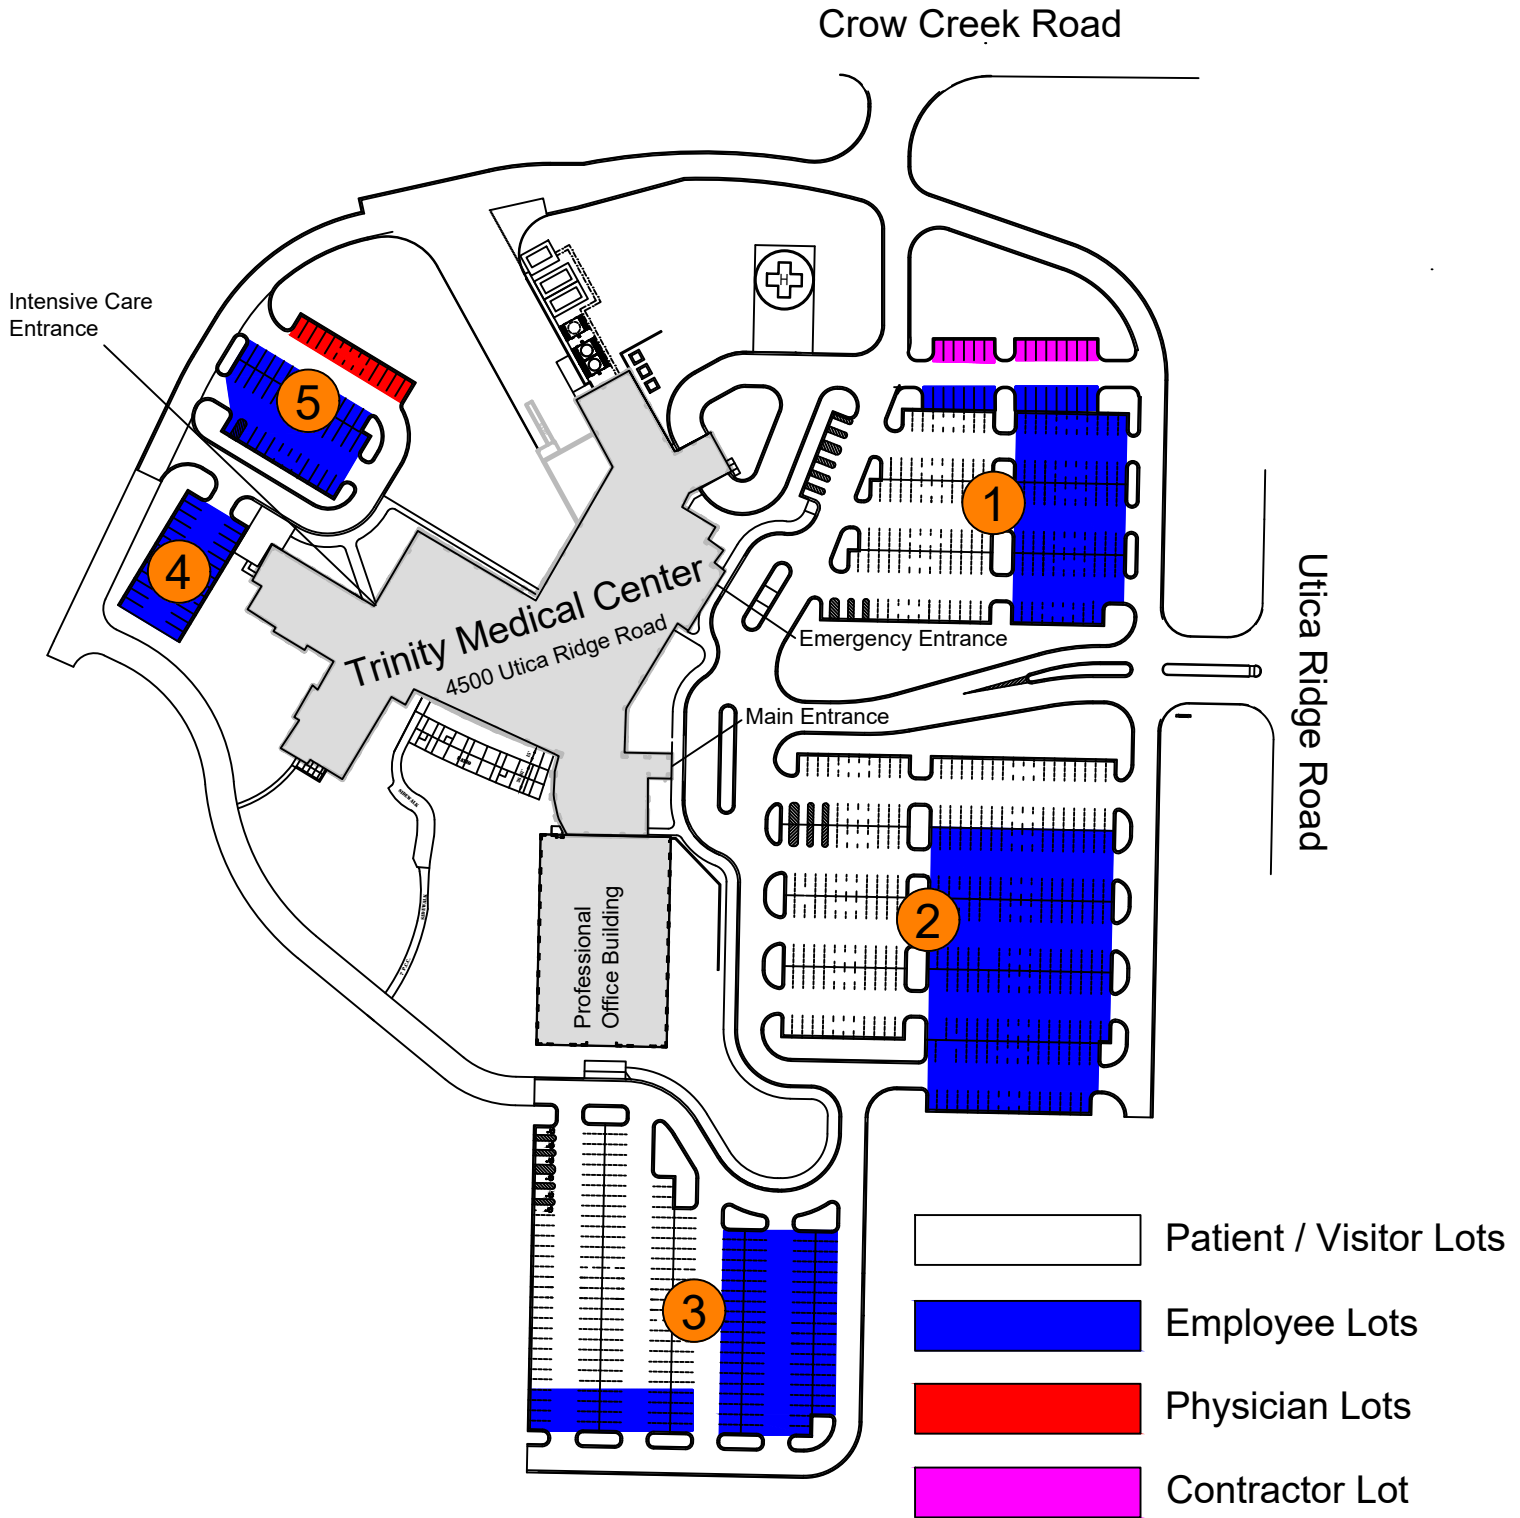 Crow Creek Road
H
Intensive Care
Entrance
5
1
4
Trinity Medical Center
4500 Utica Ridge Road
Emergency Entrance
Main Entrance
Utica Ridge Road
Professional
Office Building
2
3
Patient / Visitor Lots
Employee Lots
Physician Lots
Contractor Lot